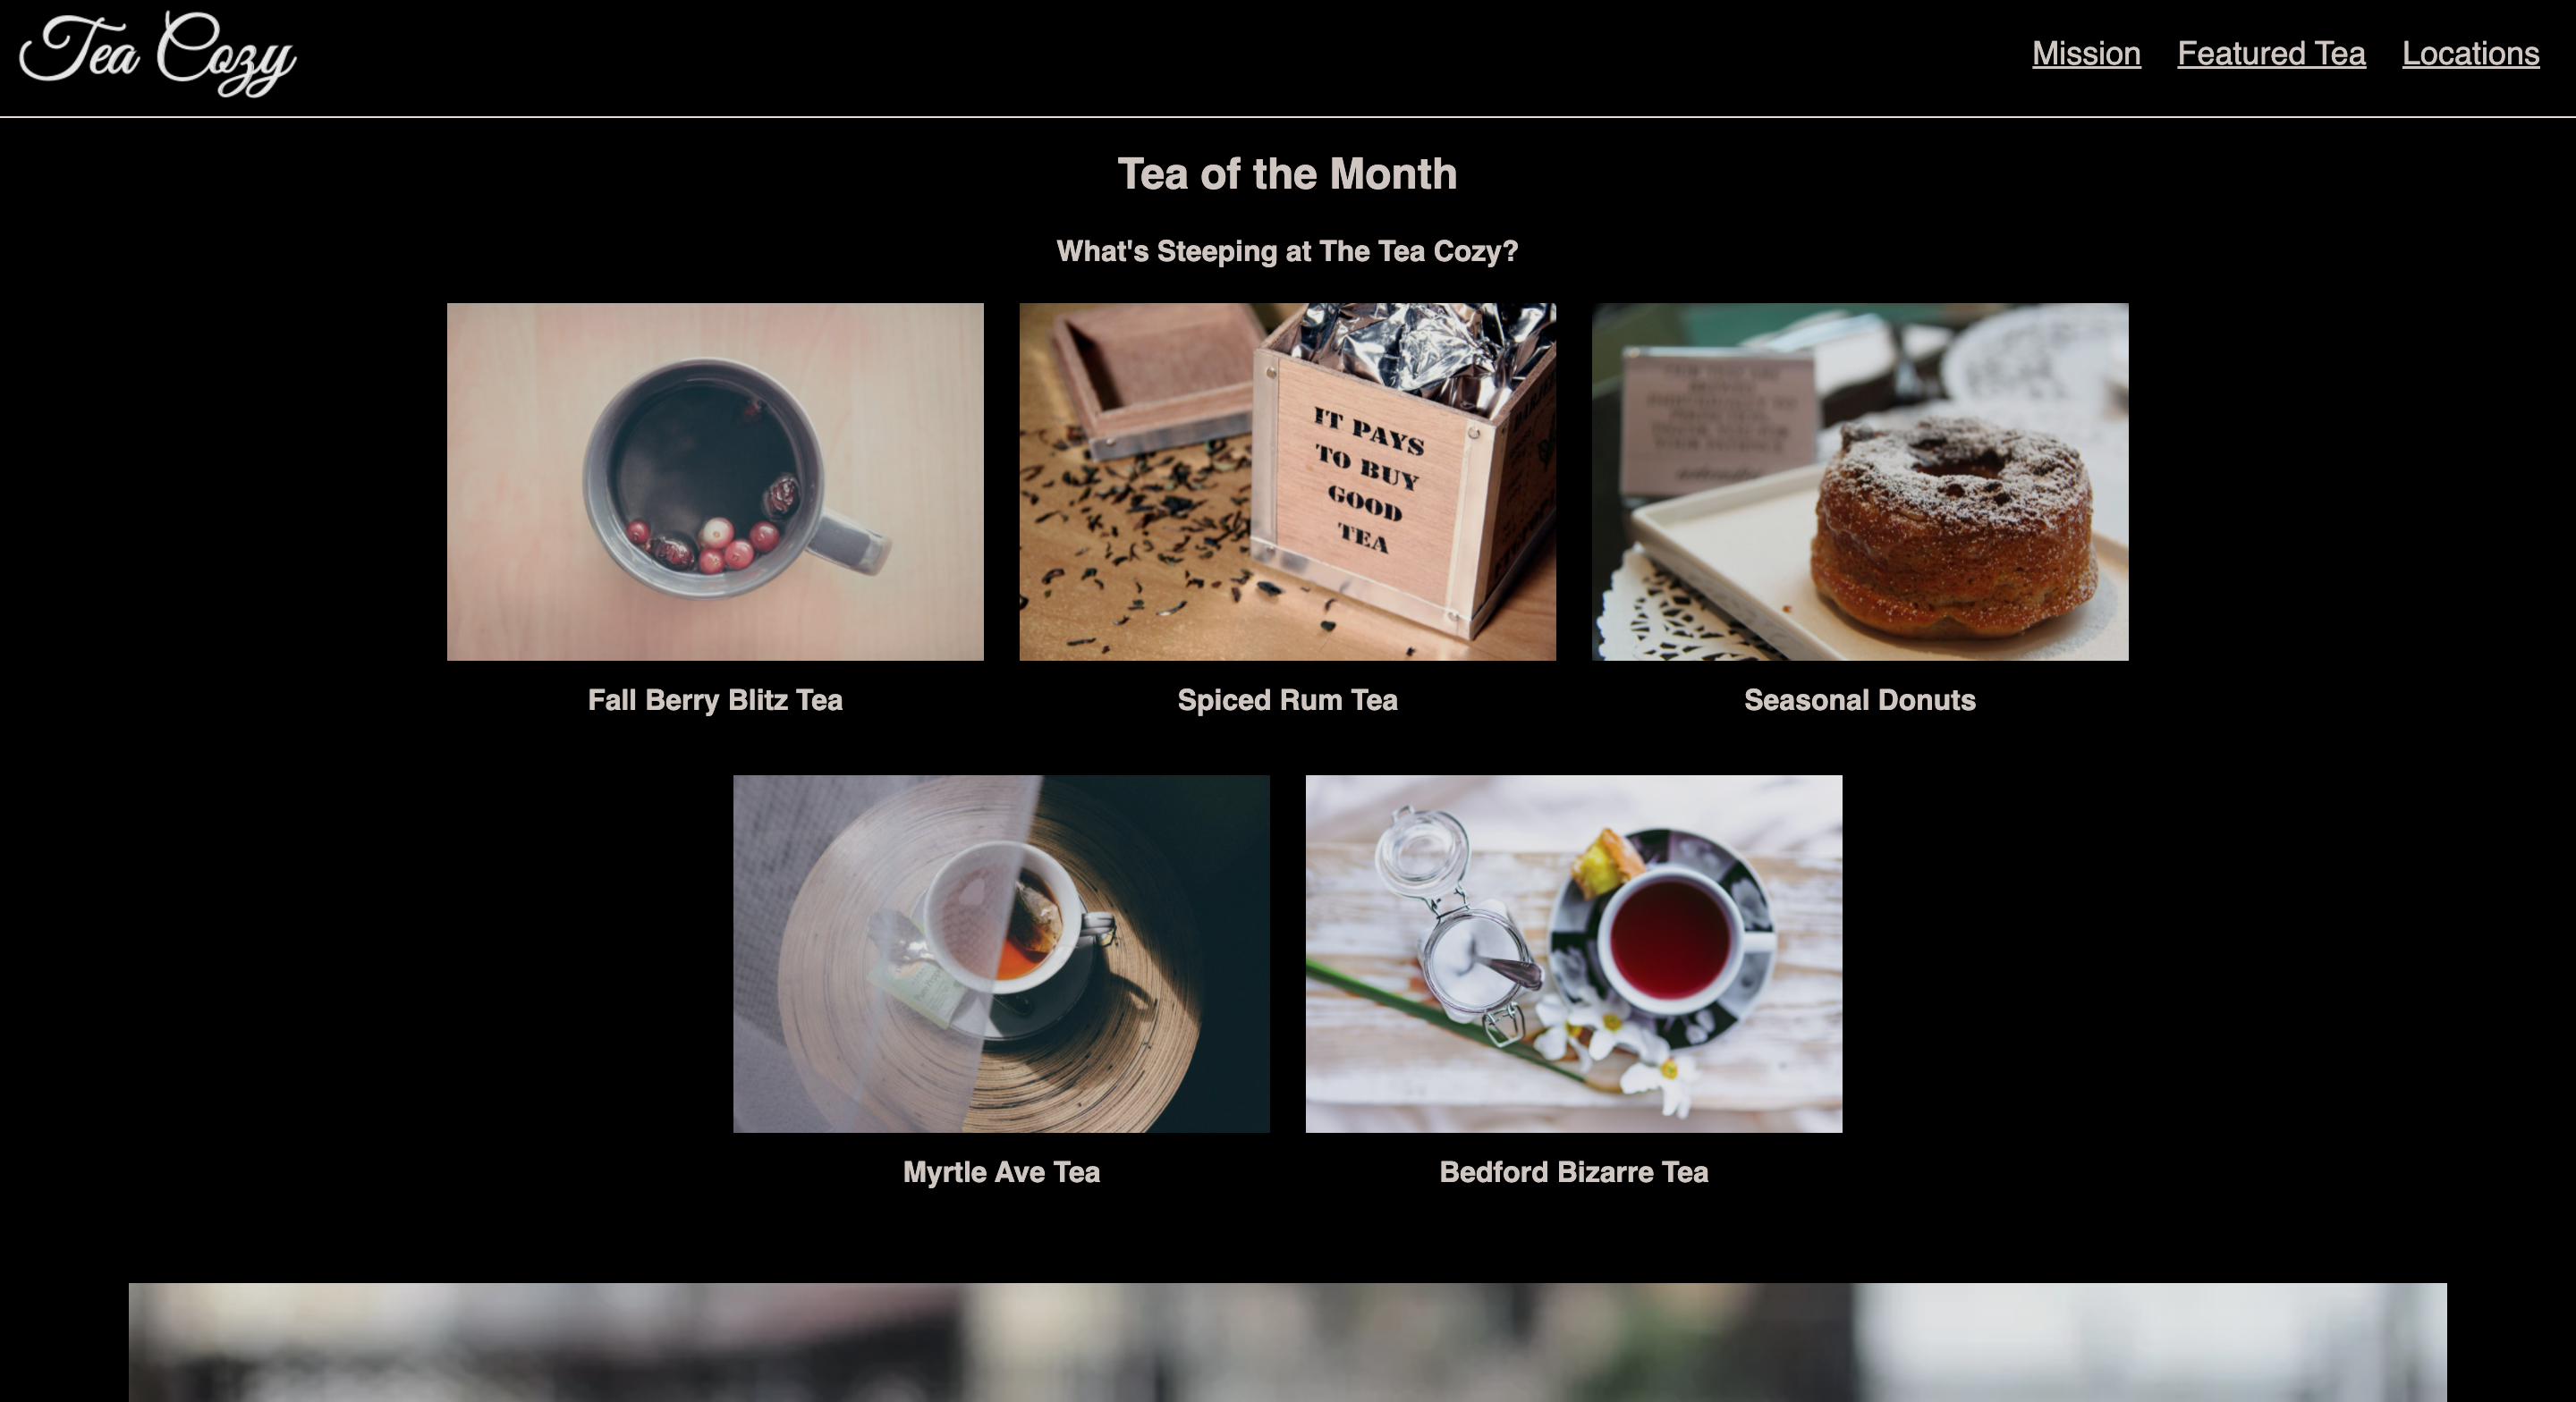 Tea Cozy
Mission Featured Tea Locations
Tea of the Month
What's Steeping at The Tea Cozy?
IT PAYS
TO BUY
GOOD
TEA
Fall Berry Blitz Tea
Spiced Rum Tea
Seasonal Donuts
Myrtle Ave Tea
Bedford Bizarre Tea